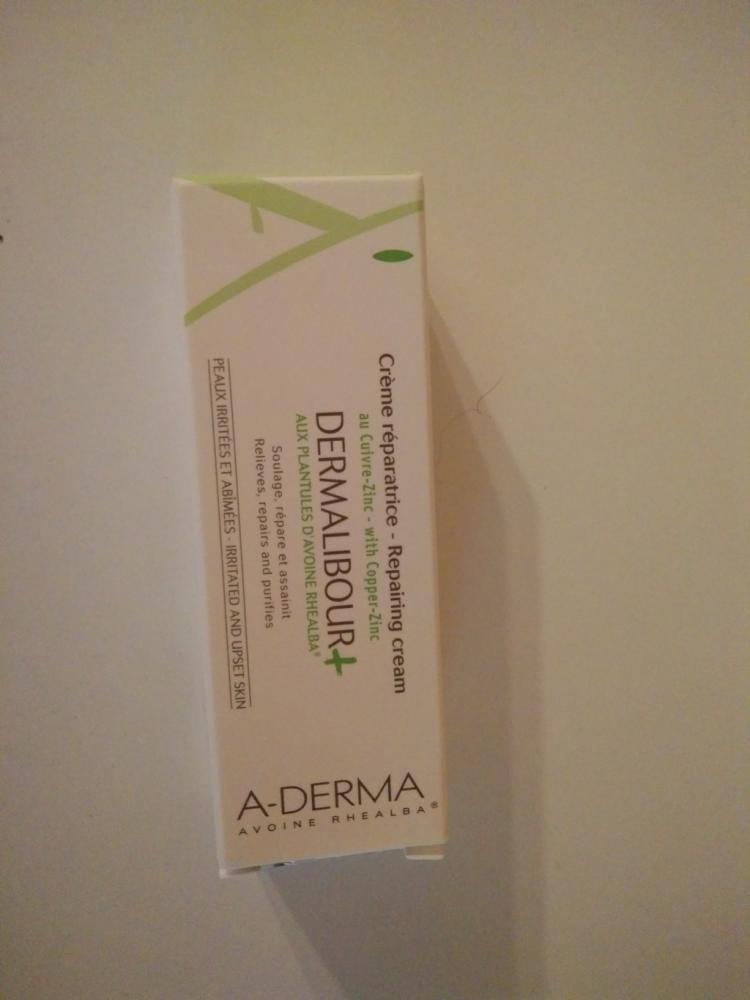 Crème réparatrice - Repairing cream
au Cuivre-Zinc - with Copper-Zinc
DERMALIBOUR+
AUX PLANTULES D'AVOINE RHEALBA®
Soulage, répare et assainit
Relieves, repairs and purifies
PEAUX IRRITÉES ET ABÎMÉES - IRRITATED AND UPSET SKIN
A-DERMA
AVOINE RHEALBA®